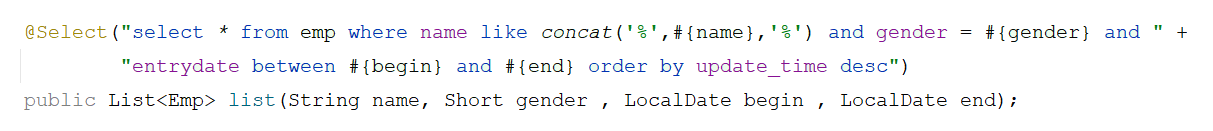 @Select("select * from emp where name like concat('%',#{name},'%') and gender = #{gender} and " +
"entrydate between #{begin} and #{end} order by update_time desc")
public List<Emp> list(String name, Short gender , LocalDate begin , LocalDate end);